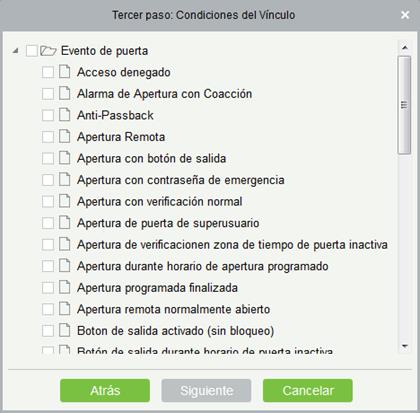 Tercer paso: Condiciones del Vínculo
Evento de puerta
Acceso denegado
Alarma de Apertura con Coacción
Anti-Passback
Apertura Remota
Apertura con botón de salida
Apertura con contraseña de emergencia
Apertura con verificación normal
Apertura de puerta de superusuario
Apertura de verificacionen zona de tiempo de puerta inactiva
Apertura durante horario de apertura programado
Apertura programada finalizada
Apertura remota normalmente abierto
Boton de salida activado (sin bloqueo)
Botón de salida durante horario de puerta inactiva
Atrás Siguiente Cancelar